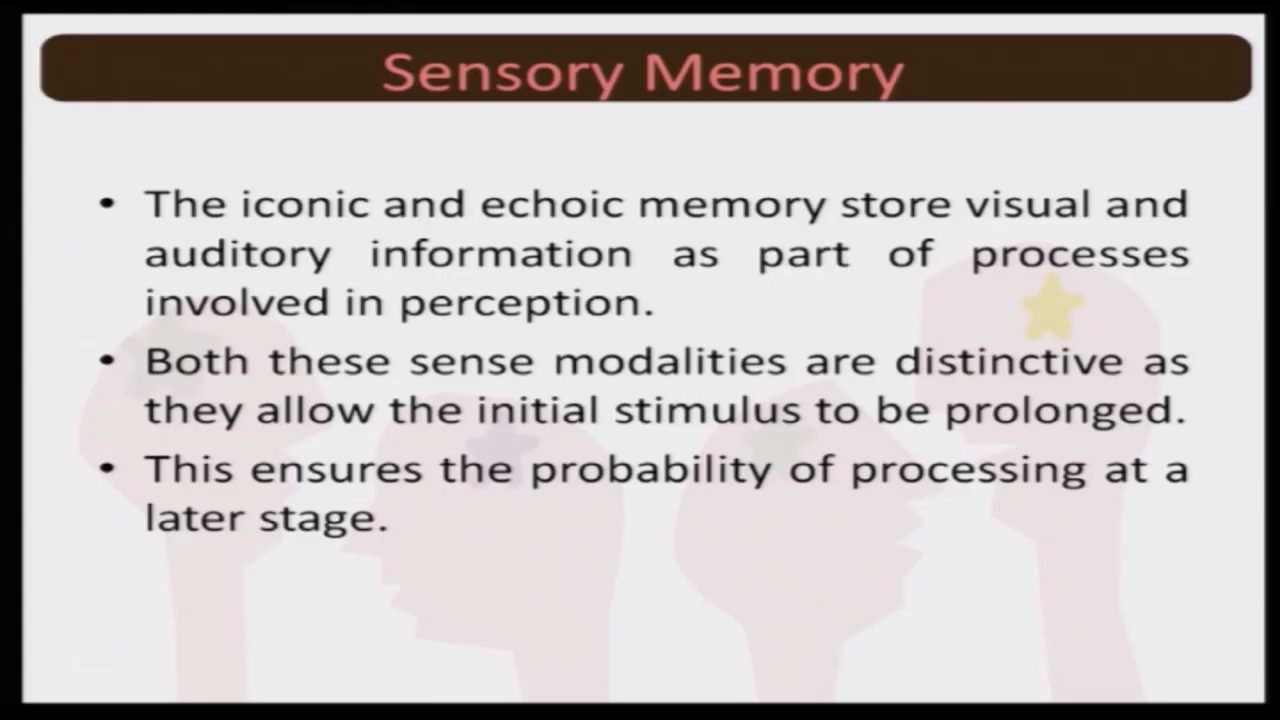 Sensory Memory
• The iconic and echoic memory store visual and
auditory information as part of processes
involved in perception.
• Both these sense modalities are distinctive as
they allow the initial stimulus to be prolonged.
• This ensures the probability of processing at a
later stage.